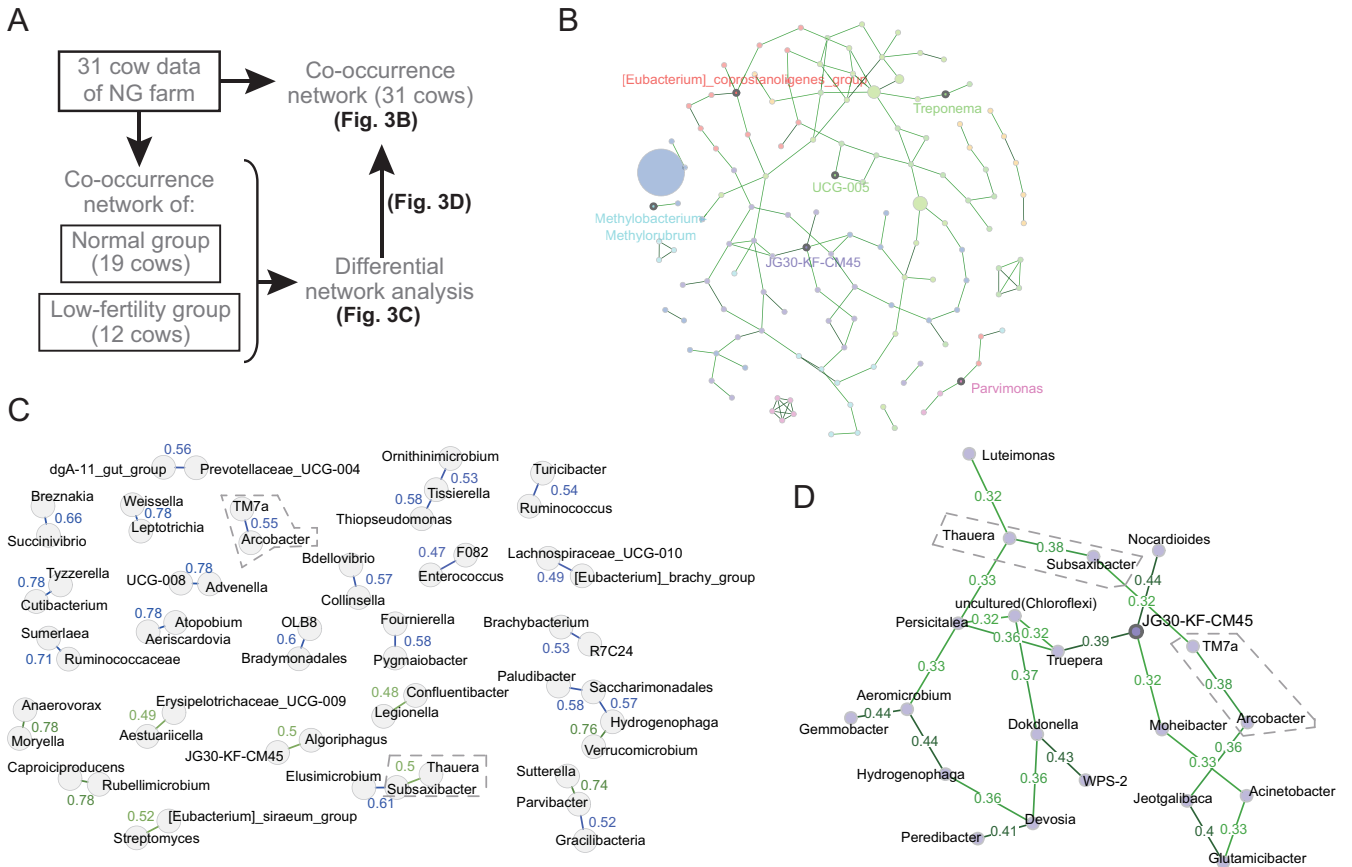 A
31 cow data
of NG farm
Co-occurrence
network (31 cows)
(Fig. 3B)
Co-occurrence
network of:
(Fig. 3D)
Normal group
(19 cows)
Differential
network analysis
(Fig. 3C)
Low-fertility group
(12 cows)
B
[Eubacterium]_coprostanoligenes_group
Treponema
UCG-005
Methylobacterium
Methylorubrum
JG30-KF-CM45
Parvimonas
C
0.56
dgA-11_gut_group
Prevotellaceae_UCG-004
Ornithinimicrobium
0.53
Tissierella
0.58
Thiopseudomonas
Turicibacter
0.54
Ruminococcus
Breznakia
0.66
Succinivibrio
Weissella
0.78
Leptotrichia
TM7a
0.55
Arcobacter
Bdellovibrio
0.57
Collinsella
0.47
F082
Enterococcus
Lachnospiraceae_UCG-010
0.49
[Eubacterium]_brachy_group
Tyzzerella
0.78
Cutibacterium
0.78
UCG-008
Advenella
0.78
Atopobium
Aeriscardovia
OLB8
0.6
Bradymonadales
Fournierella
0.58
Pygmaiobacter
Brachybacterium
0.53
R7C24
Sumerlaea
0.71
Ruminococcaceae
Paludibacter
Saccharimonadales
0.58
0.57
Hydrogenophaga
0.76
Verrucomicrobium
Anaerovorax
0.78
Moryella
Erysipelotrichaceae_UCG-009
0.49
Aestuariicella
0.48
Confluentibacter
Legionella
0.5
Algoriphagus
JG30-KF-CM45
Caproiciproducens
Rubellimicrobium
0.78
Elusimicrobium
0.5
Thauera
Subsaxibacter
0.61
Sutterella
0.74
Parvibacter
0.52
Gracilibacteria
0.52
[Eubacterium]_siraeum_group
Streptomyces
D
Luteimonas
0.32
Thauera
0.38
Subsaxibacter
Nocardioides
0.44
0.33
0.32
uncultured(Chloroflexi)
Persicitalea
0.32
0.36
0.32
Truepera
0.39
JG30-KF-CM45
TM7a
0.33
0.37
0.32
0.38
Aeromicrobium
0.44
Gemmobacter
Dokdonella
Moheibacter
Arcobacter
0.44
0.43
0.36
0.33
Hydrogenophaga
0.36
0.36
WPS-2
Jeotgalibaca
Acinetobacter
Devosia
Peredibacter
0.41
0.4
0.33
Glutamicibacter